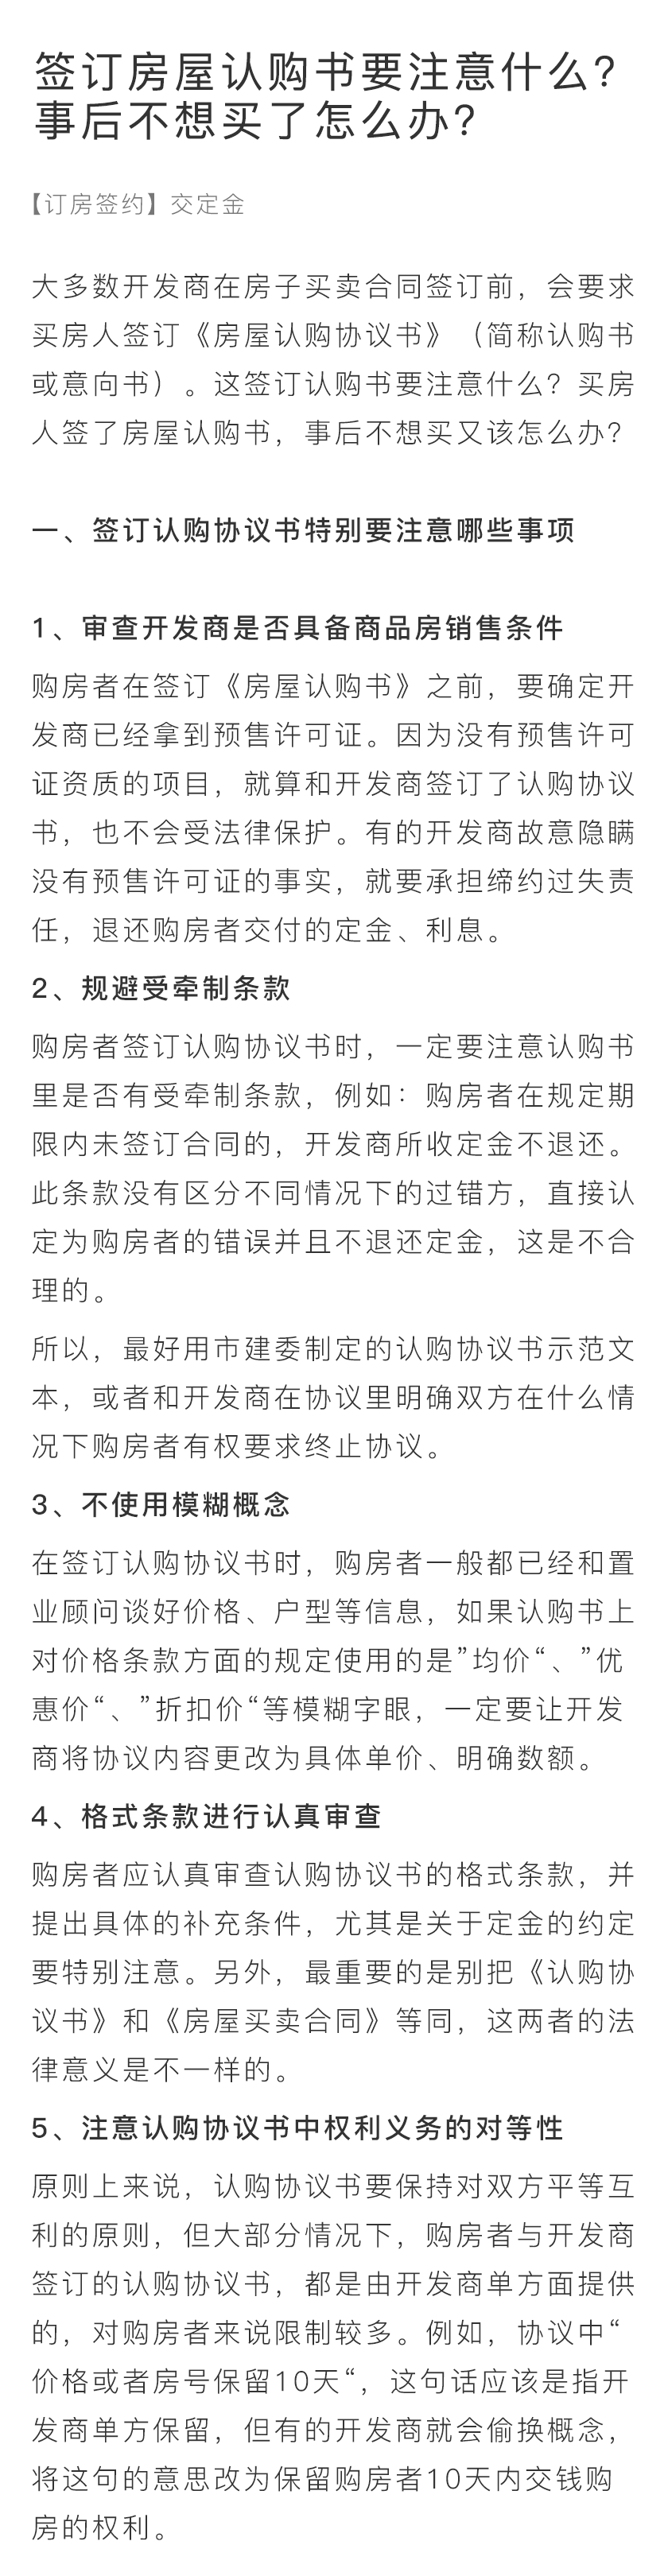 签订房屋认购书要注意什么?
事后不想买了怎么办?
【订房签约】交定金
大多数开发商在房子买卖合同签订前，会要求
买房人签订《房屋认购协议书》（简称认购书
或意向书）。这签订认购书要注意什么？买房
人签了房屋认购书，事后不想买又该怎么办？
一、签订认购协议书特别要注意哪些事项
1、审查开发商是否具备商品房销售条件
购房者在签订《房屋认购书》之前，要确定开
发商已经拿到预售许可证。因为没有预售许可
证资质的项目，就算和开发商签订了认购协议
书，也不会受法律保护。有的开发商故意隐瞒
没有预售许可证的事实，就要承担缔约过失责
任，退还购房者交付的定金、利息。
2、规避受牵制条款
购房者签订认购协议书时，一定要注意认购书
里是否有受牵制条款，例如：购房者在规定期
限内未签订合同的，开发商所收定金不退还。
此条款没有区分不同情况下的过错方，直接认
定为购房者的错误并且不退还定金，这是不合
理的。
所以，最好用市建委制定的认购协议书示范文
本，或者和开发商在协议里明确双方在什么情
况下购房者有权要求终止协议。
3、不使用模糊概念
在签订认购协议书时，购房者一般都已经和置
业顾问谈好价格、户型等信息，如果认购书上
对价格条款方面的规定使用的是”均价“、”优
惠价“、”折扣价“等模糊字眼，一定要让开发
商将协议内容更改为具体单价、明确数额。
4、格式条款进行认真审查
购房者应认真审查认购协议书的格式条款，并
提出具体的补充条件，尤其是关于定金的约定
要特别注意。另外，最重要的是别把《认购协
议书》和《房屋买卖合同》等同，这两者的法
律意义是不一样的。
5、注意认购协议书中权利义务的对等性
原则上来说，认购协议书要保持对双方平等互
利的原则，但大部分情况下，购房者与开发商
签订的认购协议书，都是由开发商单方面提供
的，对购房者来说限制较多。例如，协议中“
价格或者房号保留10天“，这句话应该是指开
发商单方保留，但有的开发商就会偷换概念，
将这句的意思改为保留购房者10天内交钱购
房的权利。